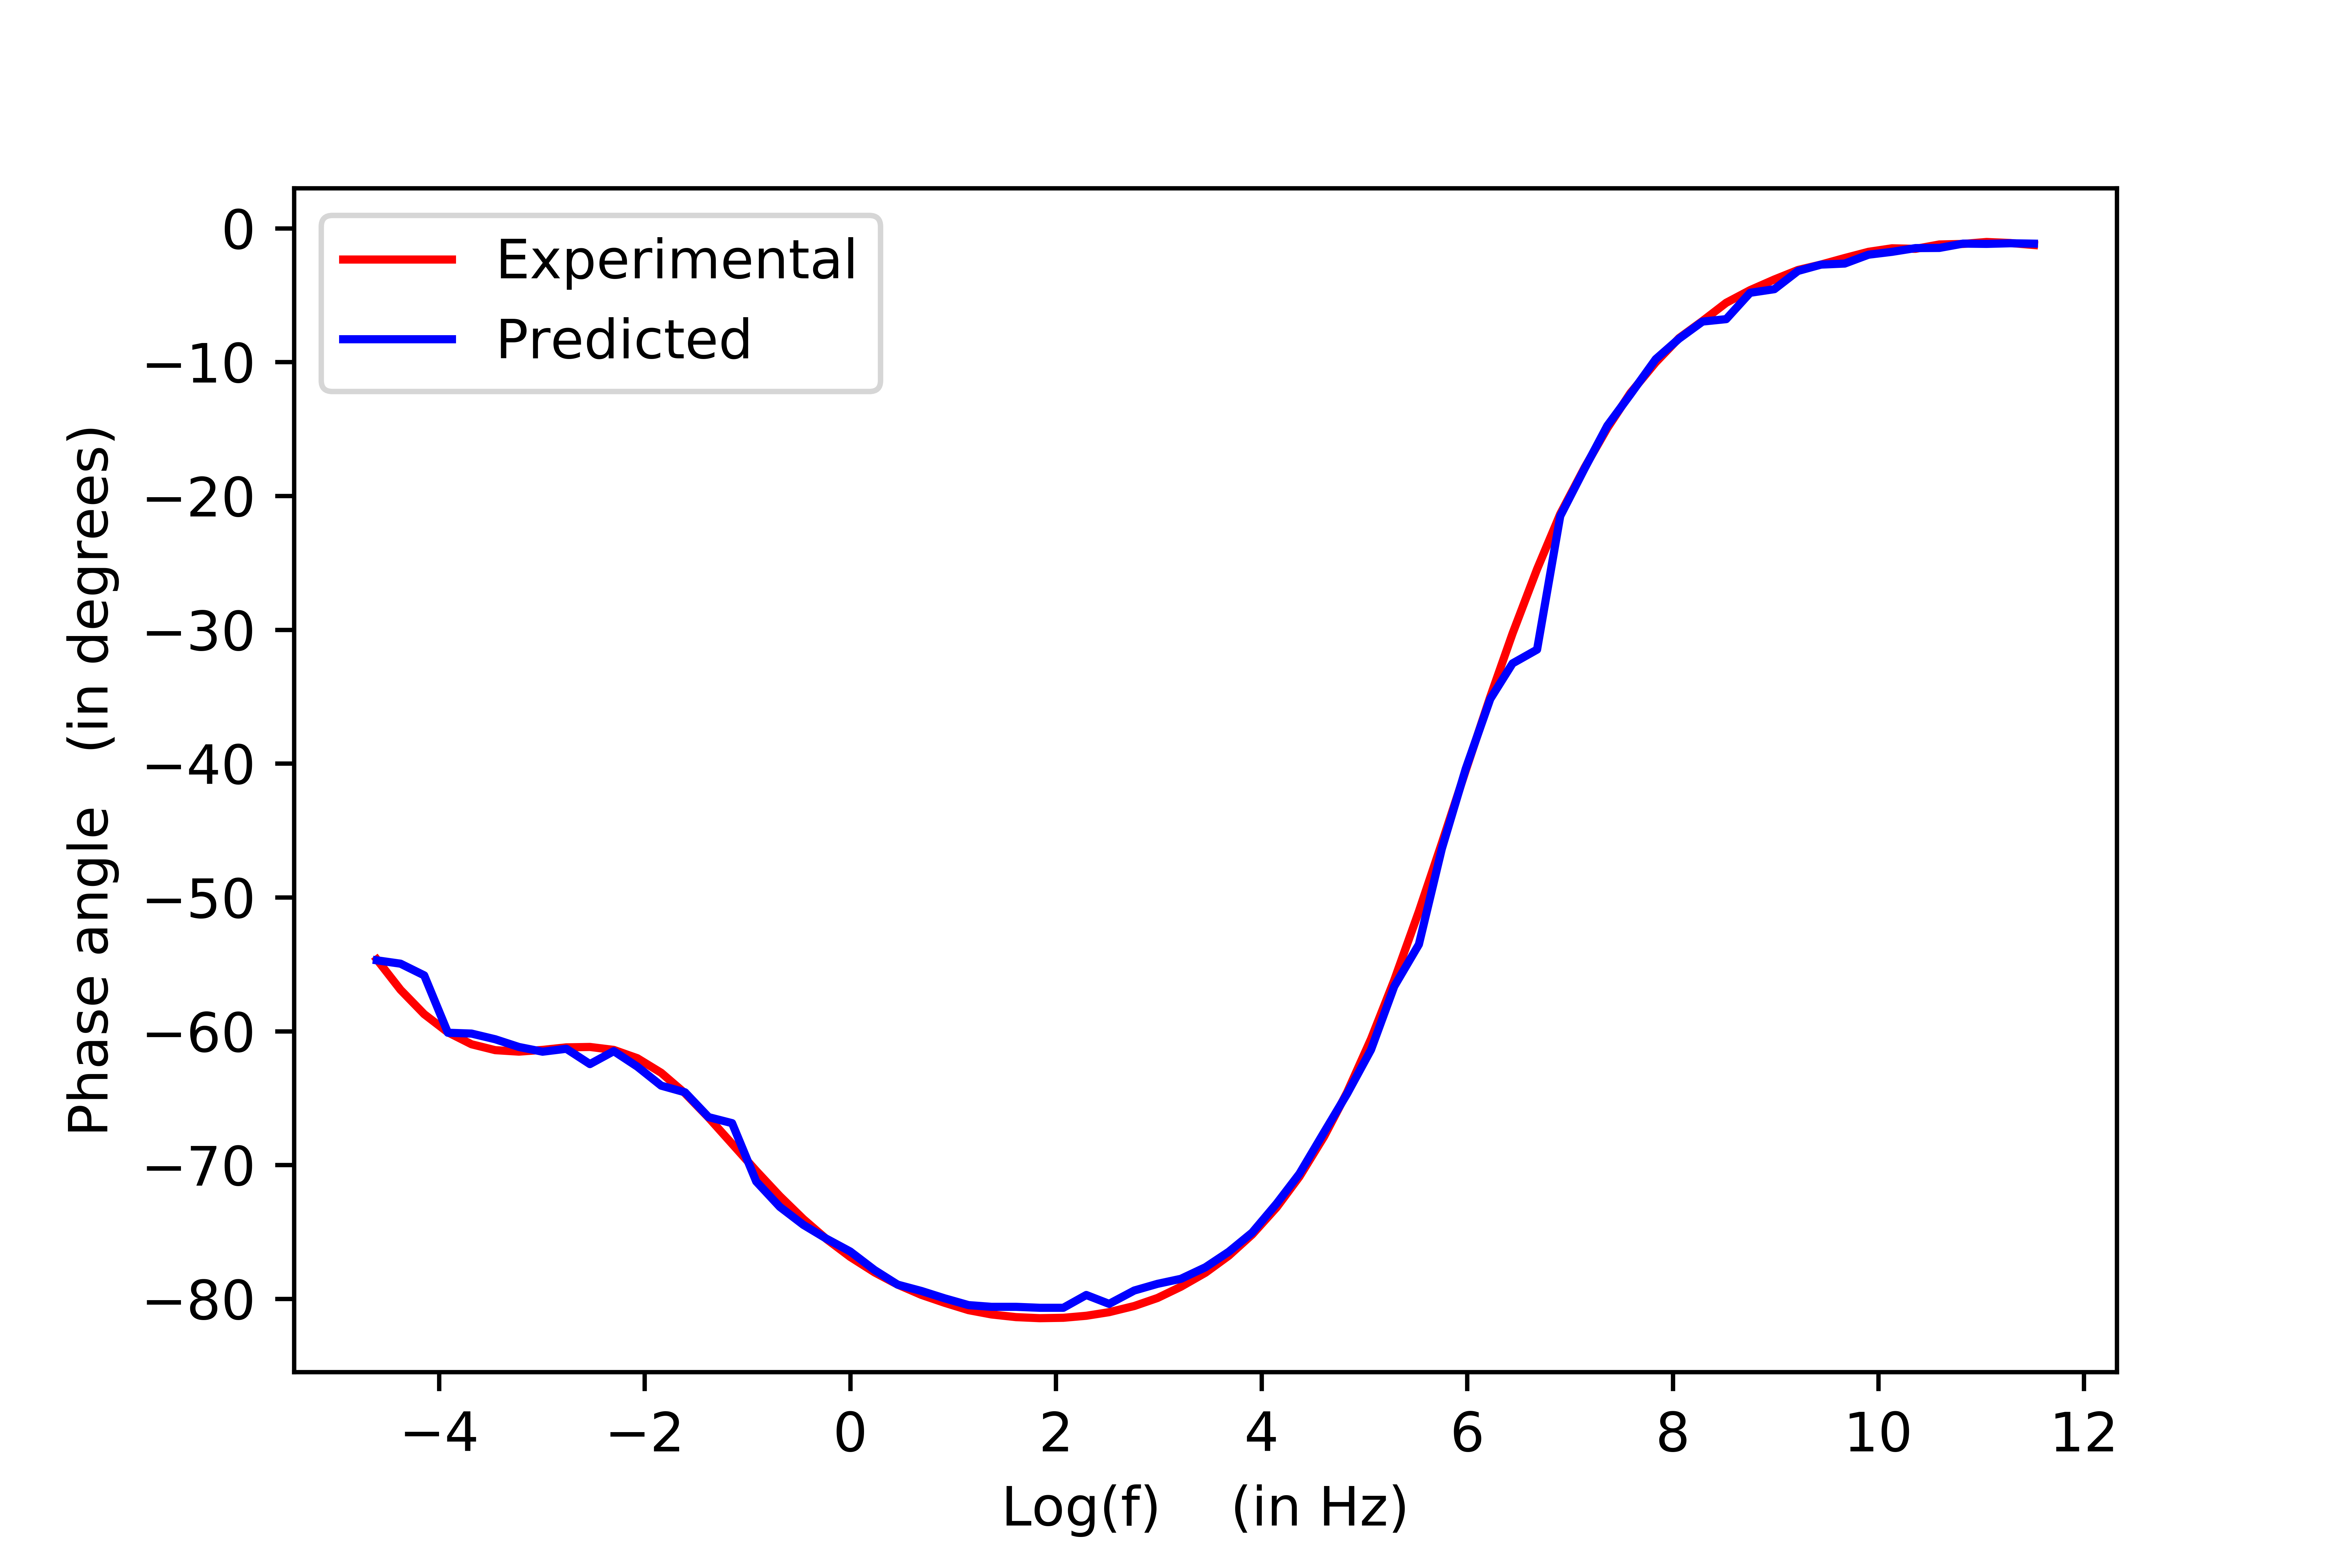 Experimental
Predicted
0
−10
−20
−30
−40
−50
−60
−70
−80
Phase angle (in degrees)
−4 −2 0 2 4 6 8 10 12
Log(f) (in Hz)